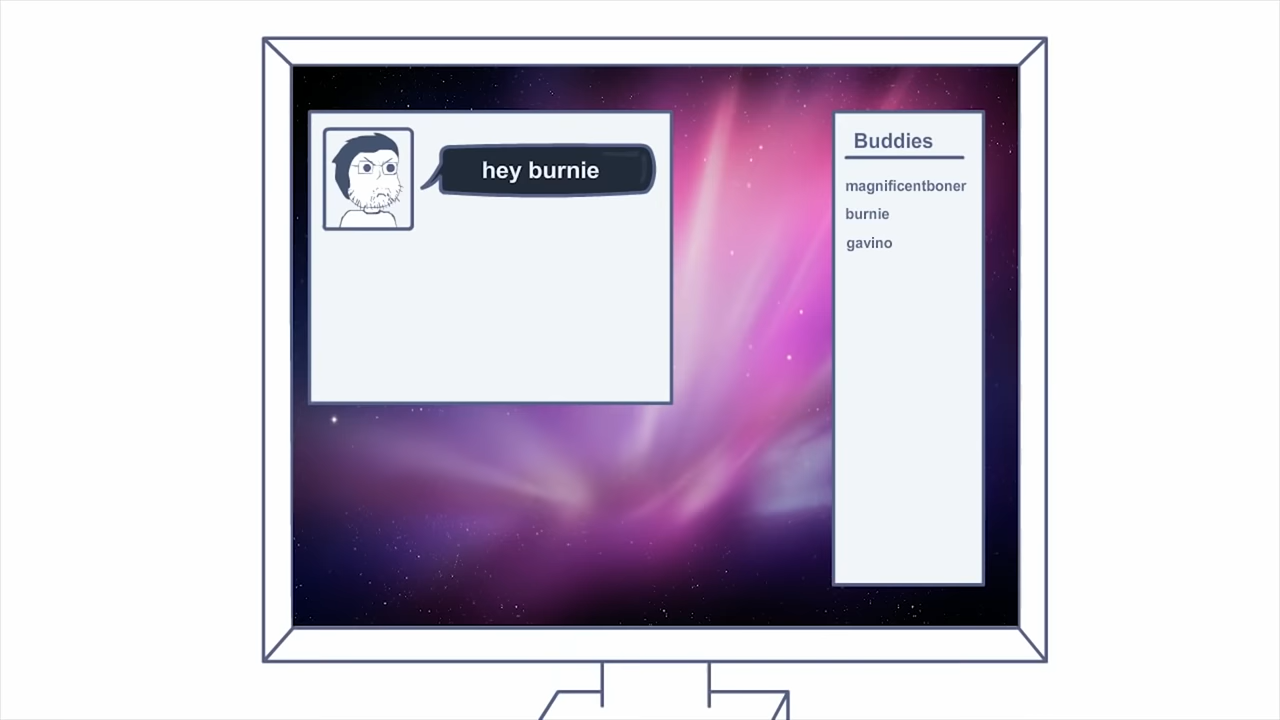 hey burnie
Buddies
magnificentboner
burnie
gavino